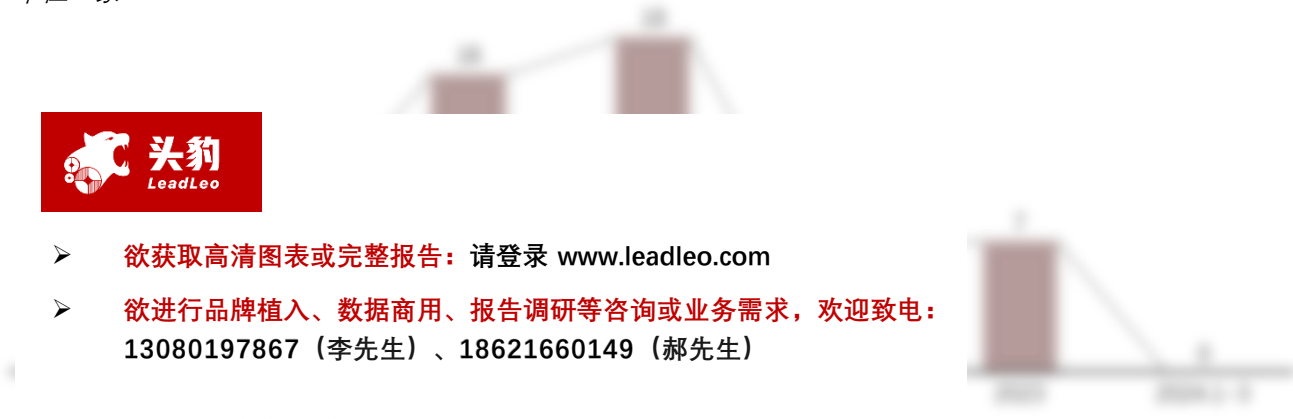 头豹
LeadLeo
➢ 欲获取高清图表或完整报告：请登录 www.leadleo.com
➢ 欲进行品牌植入、数据商用、报告调研等咨询或业务需求，欢迎致电：
13080197867（李先生）、18621660149（郝先生）